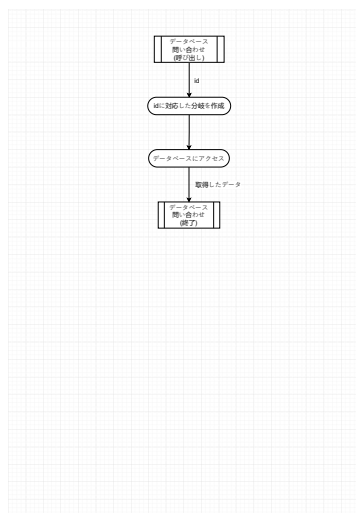 データベース
問い合わせ
(呼び出し)
id
idに対応した分岐を作成
データベースにアクセス
取得したデータ
データベース
問い合わせ
(終了)